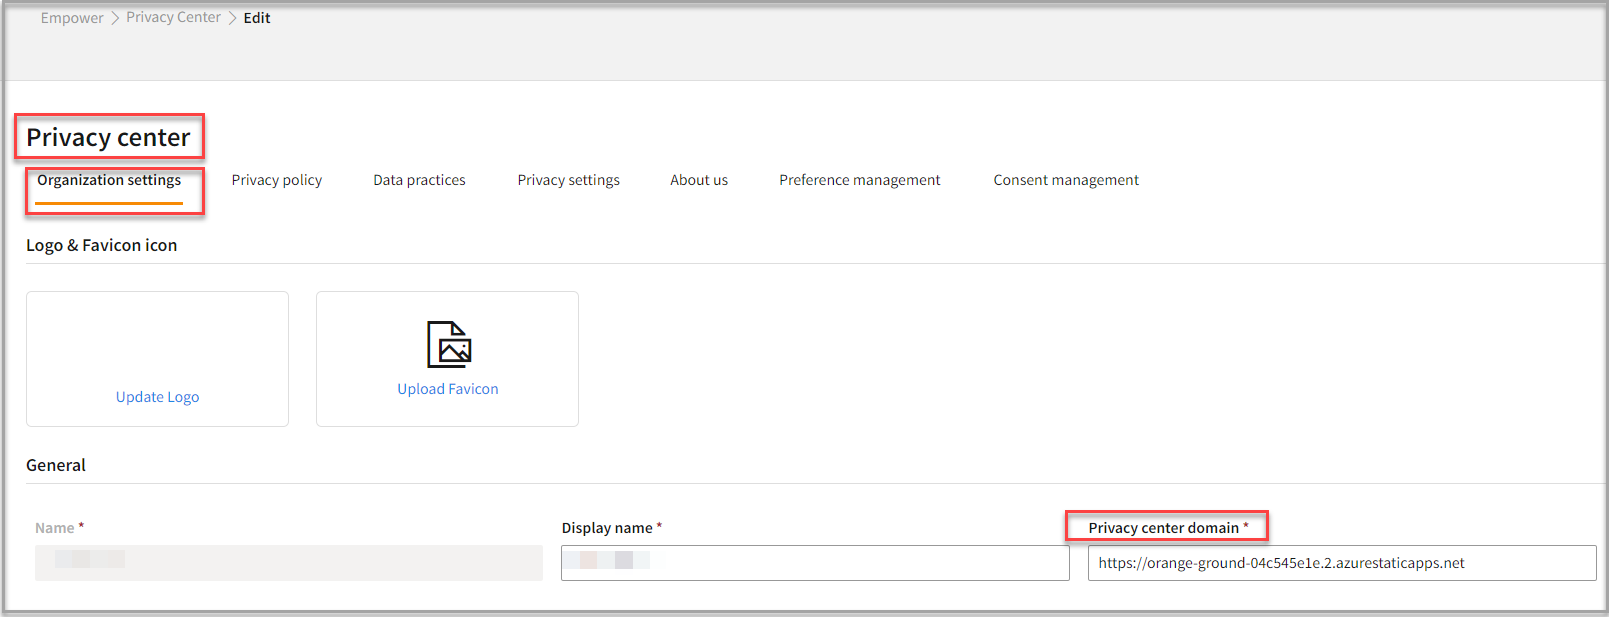 Empower > Privacy Center > Edit
Privacy center
Organization settings Privacy policy Data practices Privacy settings About us Preference management Consent management
Logo & Favicon icon
Update Logo Upload Favicon
General
Name * Display name * Privacy center domain *
https://orange-ground-04c545e1e.2.azurestaticapps.net